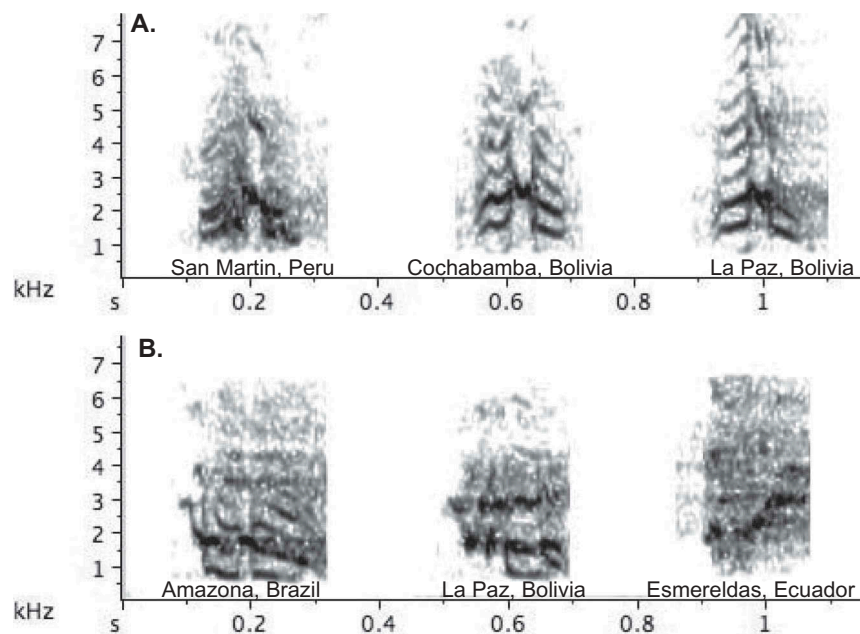 A.
7
6
5
4
3
2
1
San Martin, Peru Cochabamba, Bolivia La Paz, Bolivia
kHz
s 0.2 0.4 0.6 0.8 1
B.
7
6
5
4
3
2
1
Amazona, Brazil La Paz, Bolivia Esmereldas, Ecuador
kHz
s 0.2 0.4 0.6 0.8 1